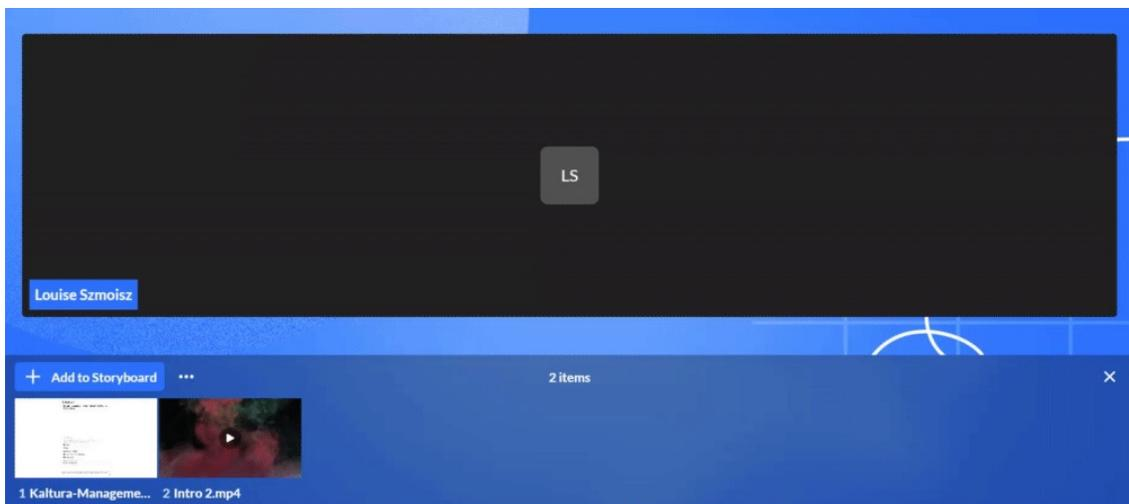 LS
Louise Szmoisz
Add to Storyboard
2 items
1 Kaltura-Manageme...
2 Intro 2.mp4